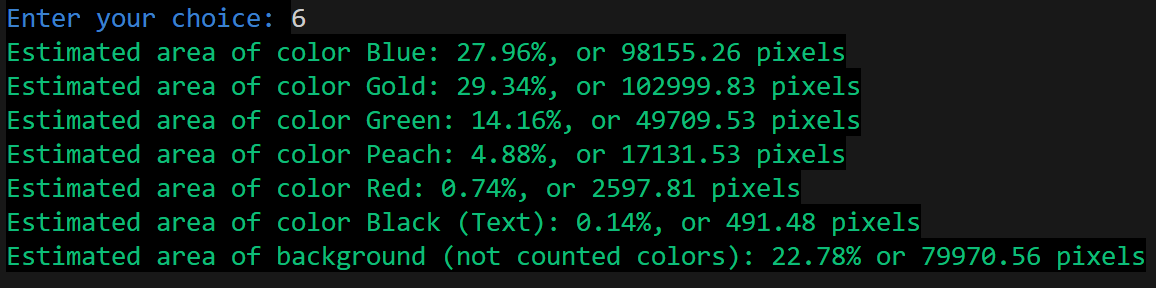 Enter your choice: 6
Estimated area of color Blue: 27.96%, or 98155.26 pixels
Estimated area of color Gold: 29.34%, or 102999.83 pixels
Estimated area of color Green: 14.16%, or 49709.53 pixels
Estimated area of color Peach: 4.88%, or 17131.53 pixels
Estimated area of color Red: 0.74%, or 2597.81 pixels
Estimated area of color Black (Text): 0.14%, or 491.48 pixels
Estimated area of background (not counted colors): 22.78% or 79970.56 pixels